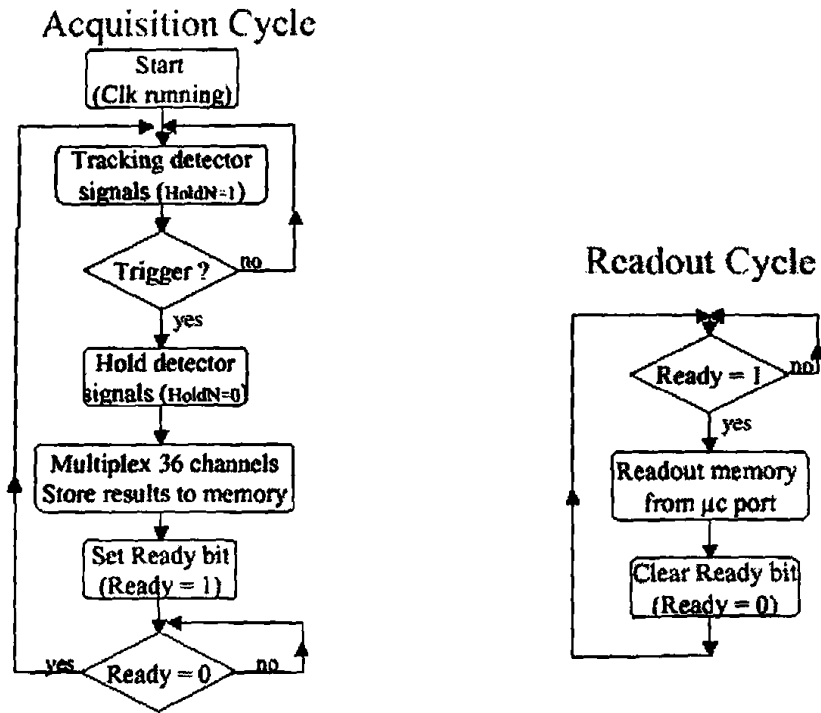 Acquisition Cycle
Start
(Clk running)
Tracking detector
signals (HoldN=1)
Trigger ?
no
yes
Hold detector
signals (HoldN=0)
Multiplex 36 channels
Store results to memory
Set Ready bit
(Ready = 1)
yes
Ready = 0
no
Readout Cycle
Ready = 1
no
yes
Readout memory
from µc port
Clear Ready bit
(Ready = 0)